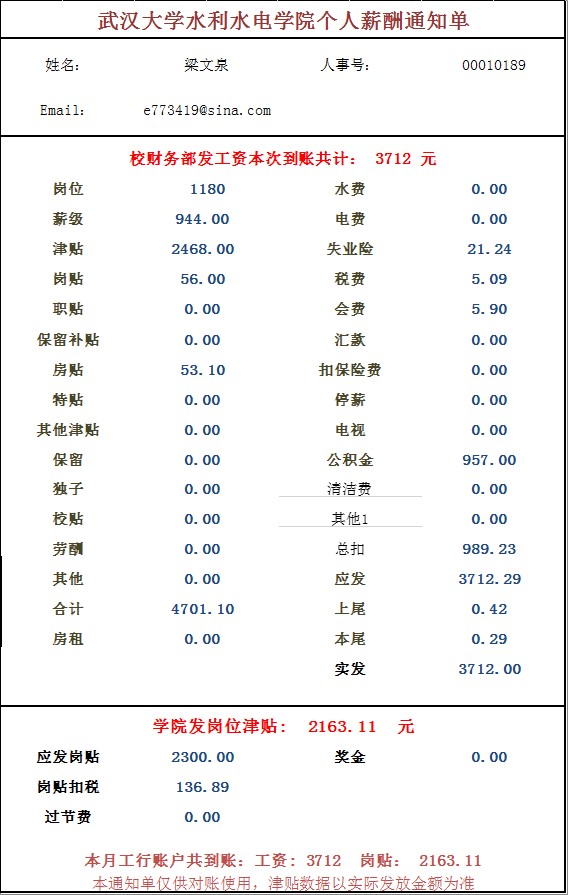 武汉大学水利水电学院个人薪酬通知单
姓名: 梁文泉 人事号: 00010189
Email: e773419@sina.com
校财务部发工资本次到账共计: 3712 元
岗位 1180 水费 0.00
薪级 944.00 电费 0.00
津贴 2468.00 失业险 21.24
岗贴 56.00 税费 5.09
职贴 0.00 会费 5.90
保留补贴 0.00 汇款 0.00
房贴 53.10 扣保险费 0.00
特贴 0.00 停薪 0.00
其他津贴 0.00 电视 0.00
保留 0.00 公积金 957.00
独子 0.00 清洁费 0.00
校贴 0.00 其他1 0.00
劳酬 0.00 总扣 989.23
其他 0.00 应发 3712.29
合计 4701.10 上尾 0.42
房租 0.00 本尾 0.29
实发 3712.00
学院发岗位津贴: 2163.11 元
应发岗贴 2300.00 奖金 0.00
岗贴扣税 136.89
过节费 0.00
本月工行账户共到账:工资: 3712 岗贴: 2163.11
本通知单仅供对账使用，津贴数据以实际发放金额为准